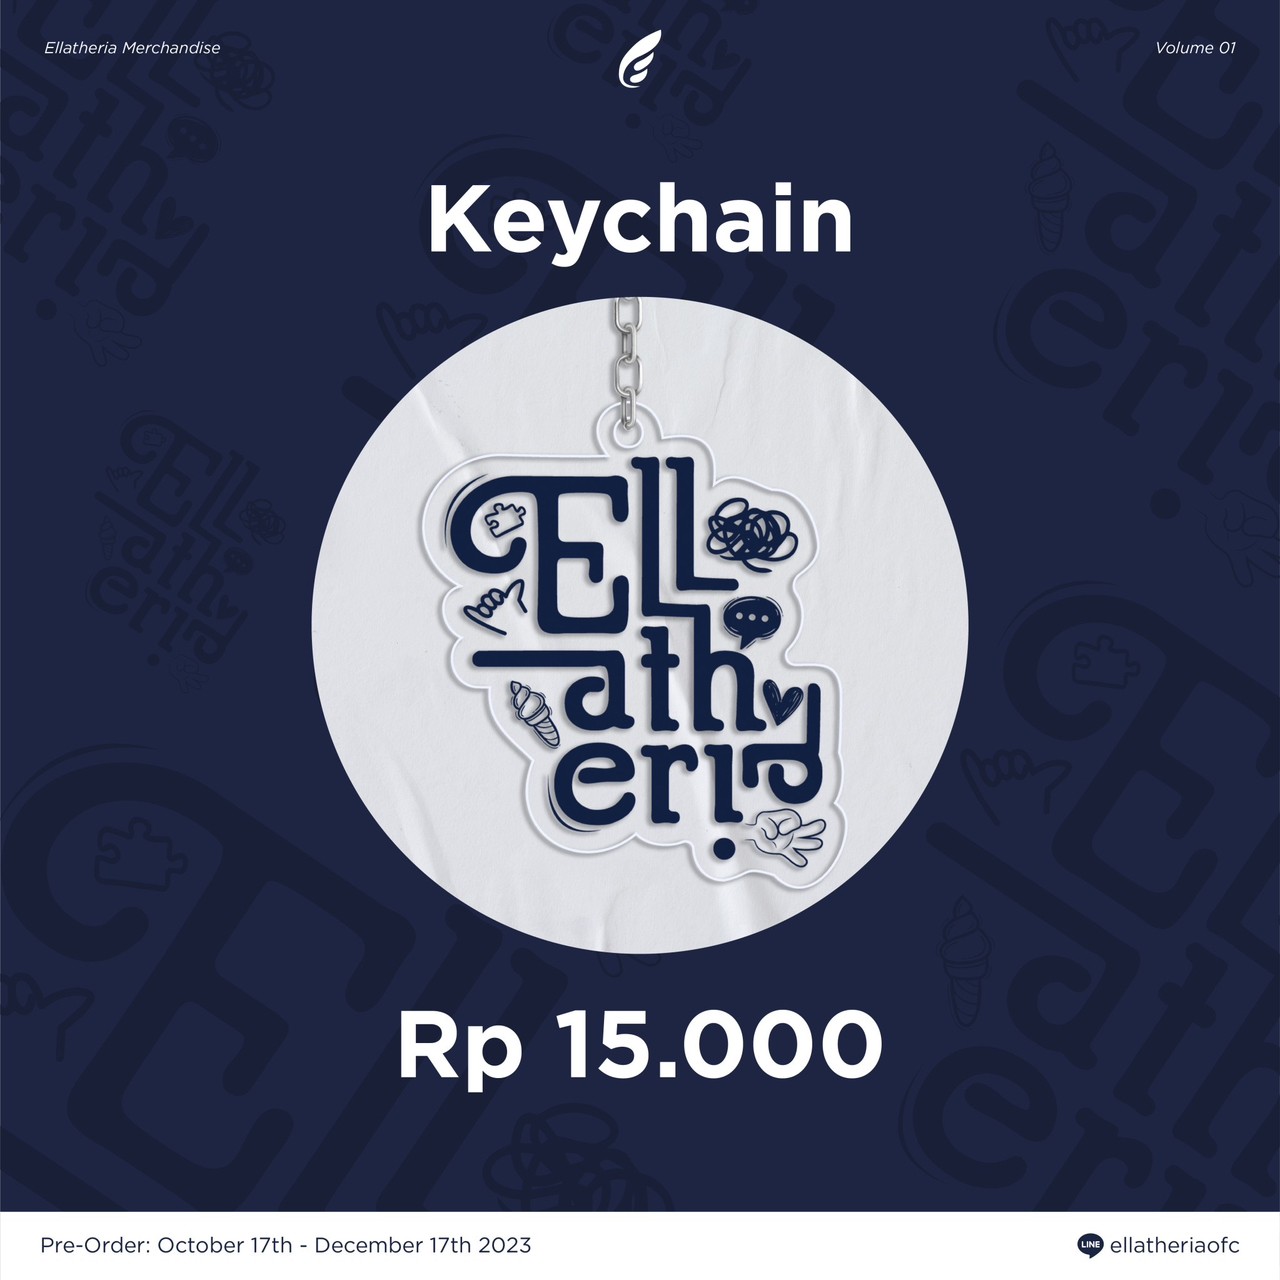 Ellatheria Merchandise
Volume 01
Keychain
Ell
ath
eria
Rp 15.000
Pre-Order: October 17th - December 17th 2023
LINE ellatheriaofc